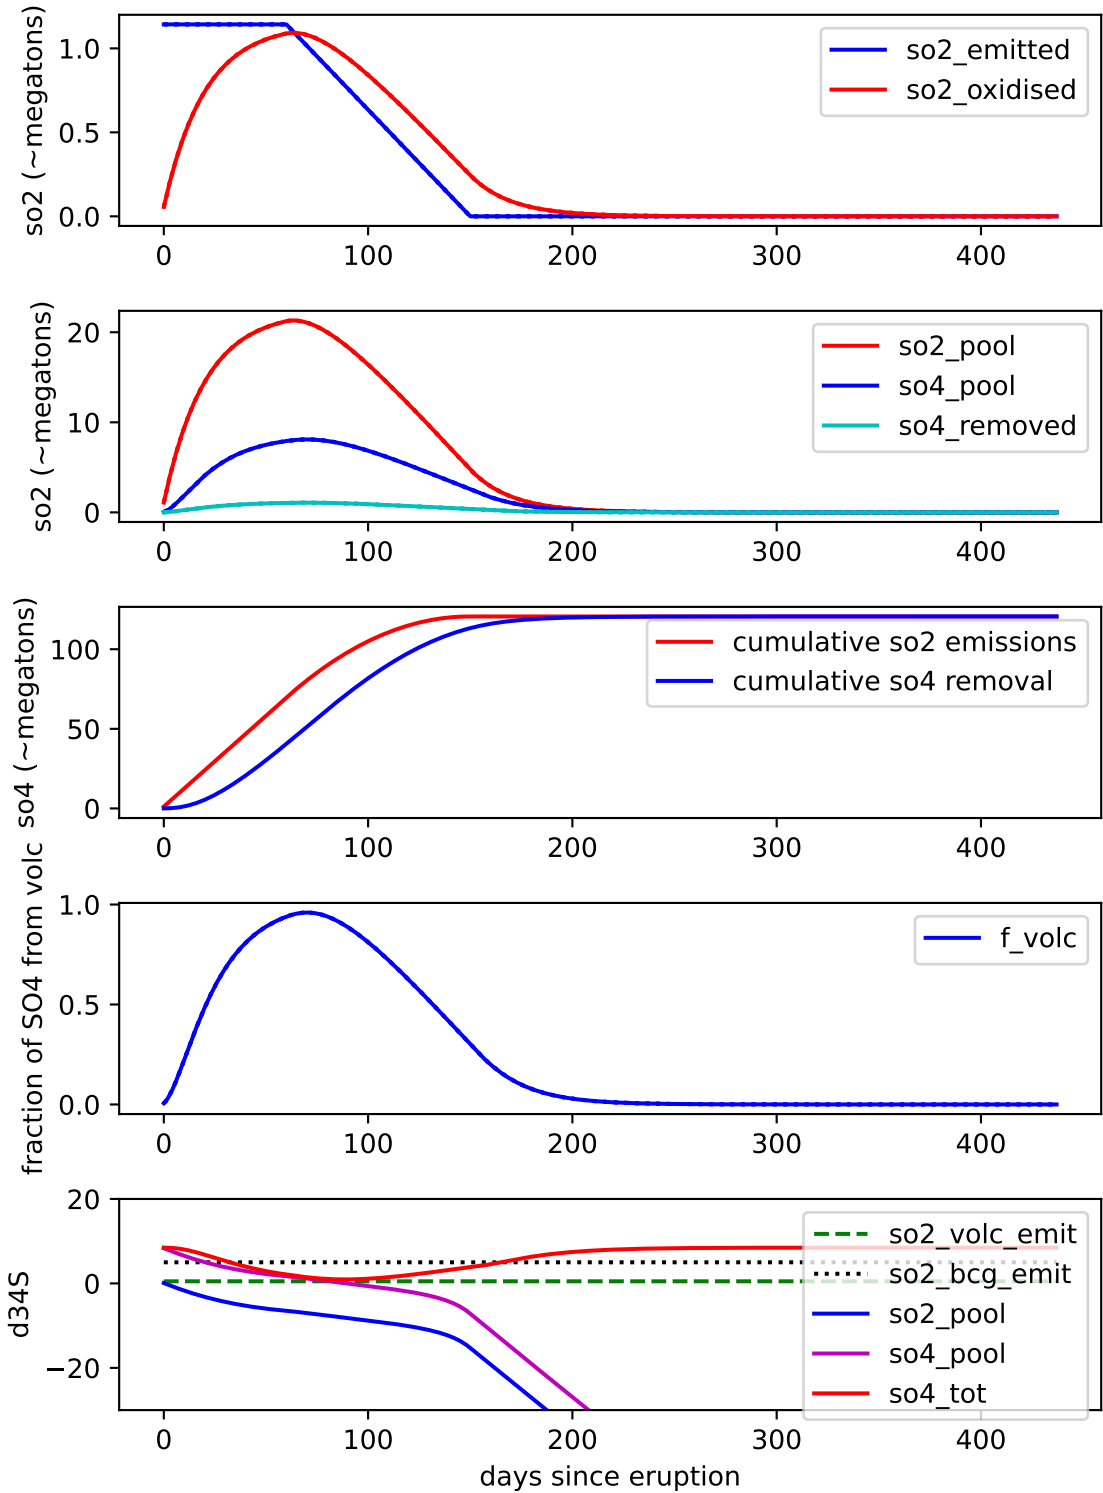 so2 (~megatons)
1.0
0.5
0.0
so2_emitted
so2_oxidised
0 100 200 300 400
so2 (~megatons)
20
10
0
so2_pool
so4_pool
so4_removed
0 100 200 300 400
so4 (~megatons)
100
50
0
cumulative so2 emissions
cumulative so4 removal
0 100 200 300 400
fraction of SO4 from volc
1.0
0.5
0.0
f_volc
0 100 200 300 400
d34S
20
0
−20
so2_volc_emit
so2_bcg_emit
so2_pool
so4_pool
so4_tot
0 100 200 300 400
days since eruption